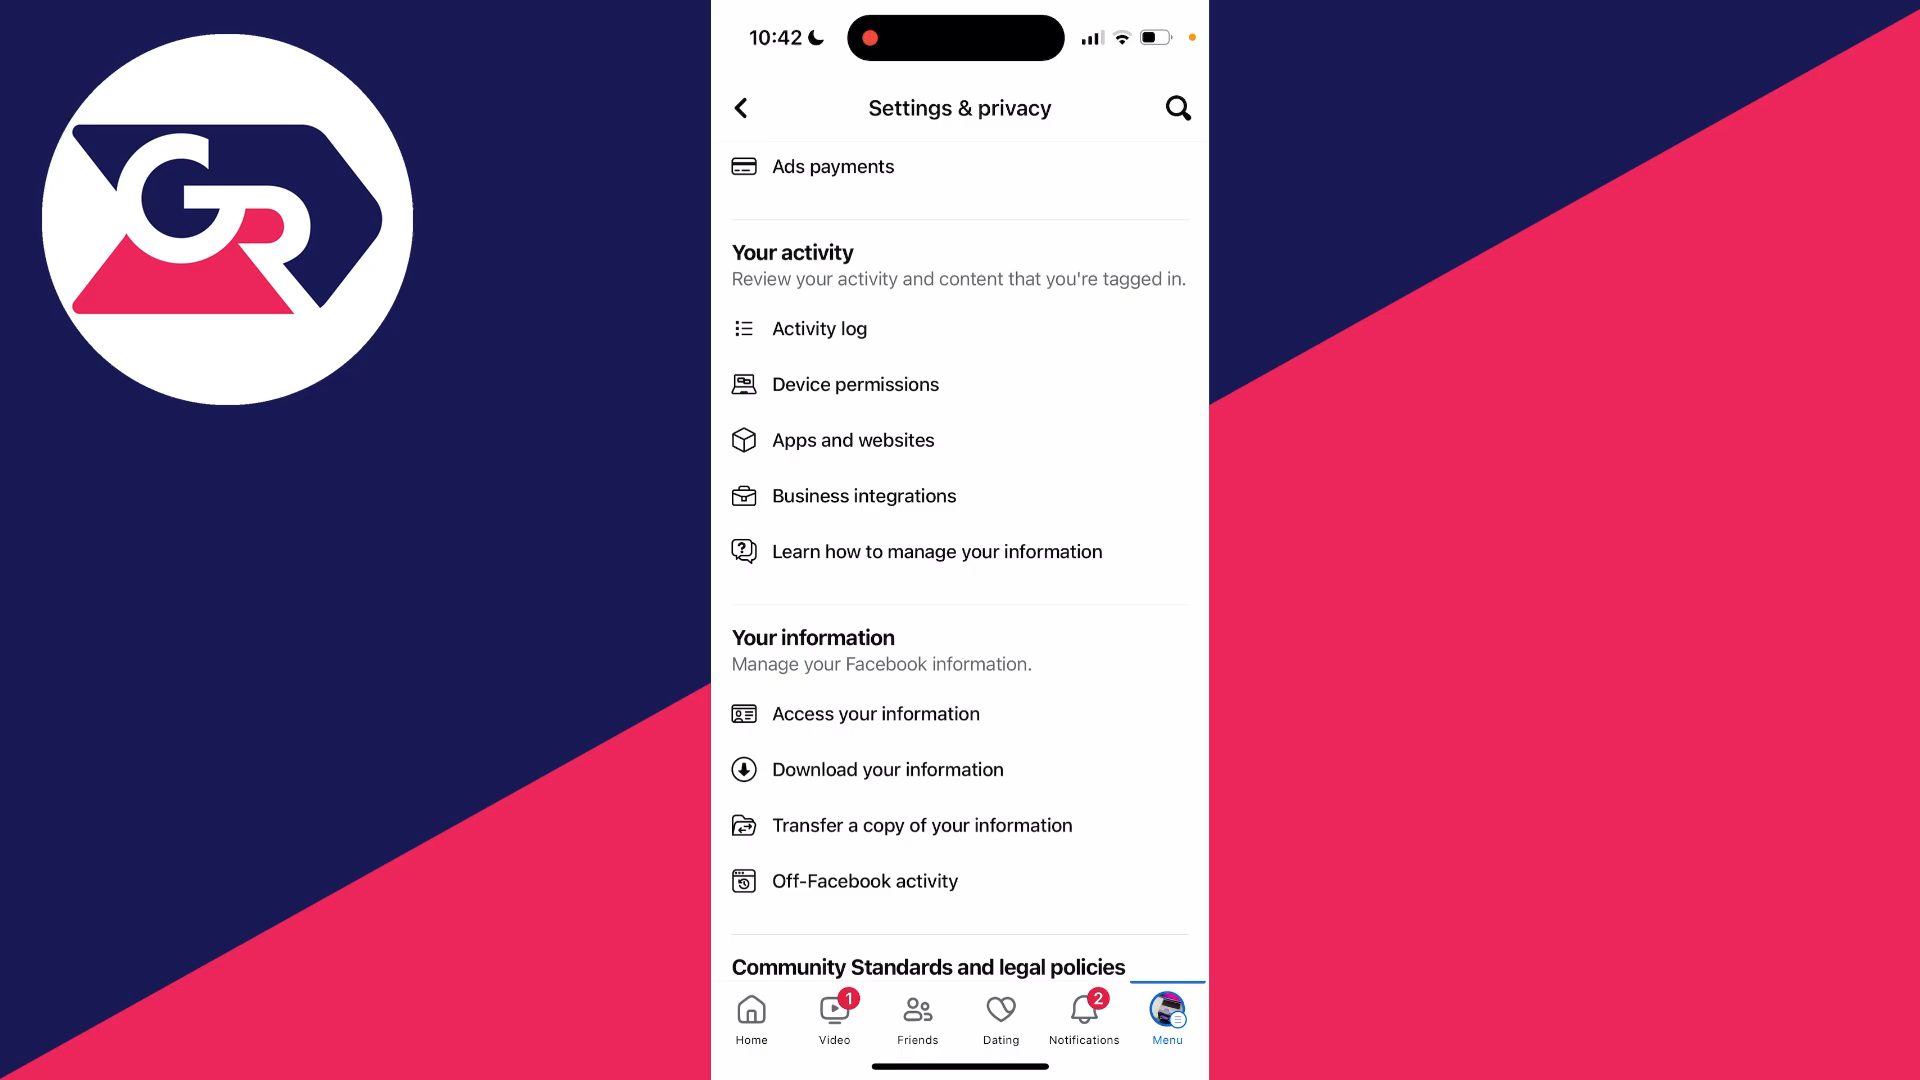 GR
10:42
Settings & privacy
Ads payments
Your activity
Review your activity and content that you're tagged in.
Activity log
Device permissions
Apps and websites
Business integrations
Learn how to manage your information
Your information
Manage your Facebook information.
Access your information
Download your information
Transfer a copy of your information
Off-Facebook activity
Community Standards and legal policies
1
2
Home
Video
Friends
Dating
Notifications
Menu